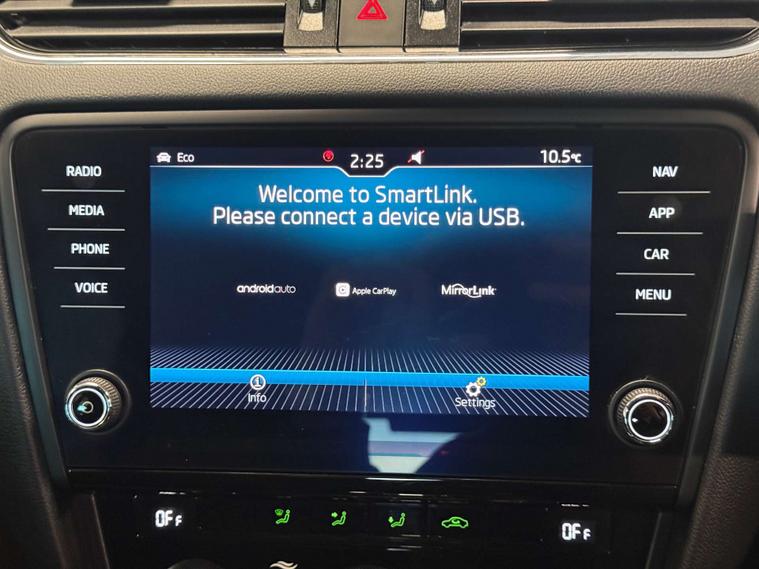 Eco
2:25
10.5°C
Welcome to SmartLink.
Please connect a device via USB.
androidauto
Apple CarPlay
MirrorLink
Info
Settings
RADIO
MEDIA
PHONE
VOICE
NAV
APP
CAR
MENU
OFF
OFF